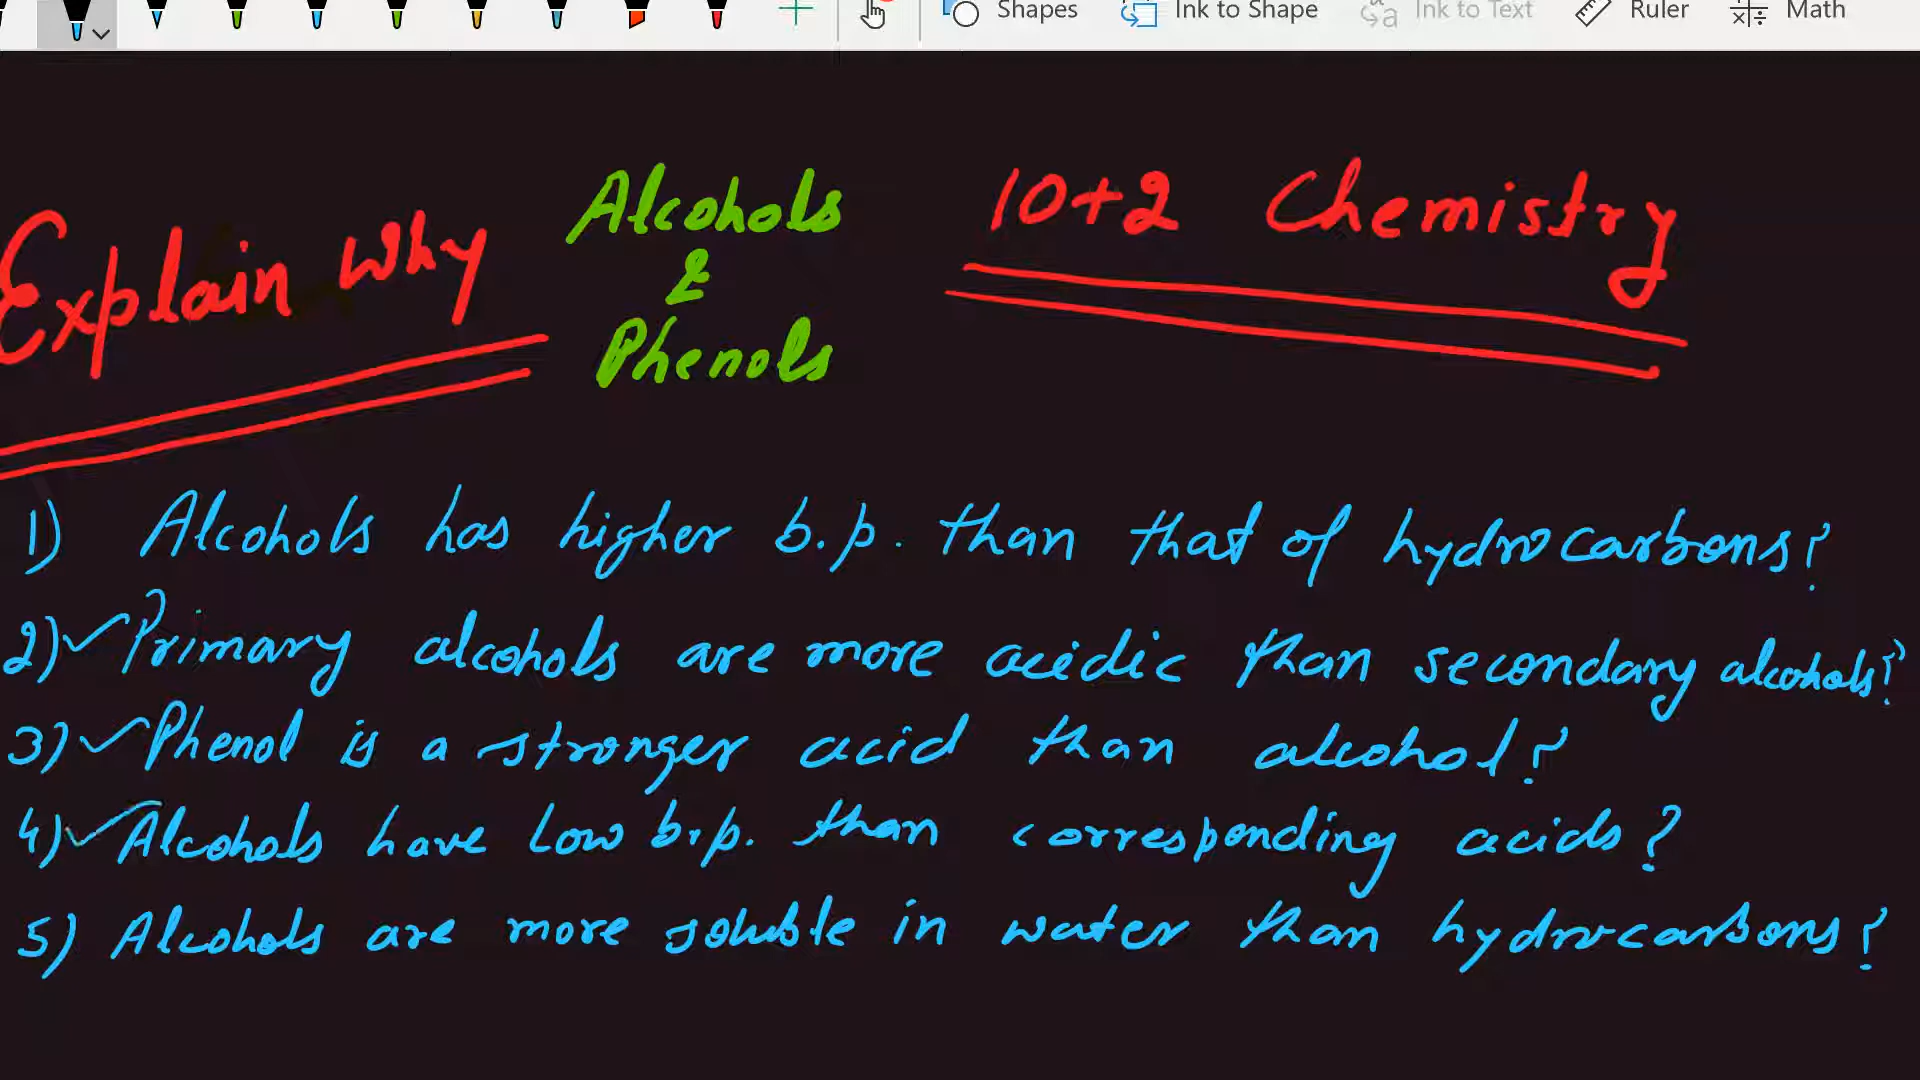 Shapes Ink to Shape Ink to Text Ruler Math
Explain Why Alcohols & Phenols 10+2 Chemistry
1) Alcohols has higher b.p. than that of hydrocarbons?
2) ✓ Primary alcohols are more acidic than secondary alcohols?
3) ✓ Phenol is a stronger acid than alcohol?
4) ✓ Alcohols have low b.p. than corresponding acids?
5) Alcohols are more soluble in water than hydrocarbons?